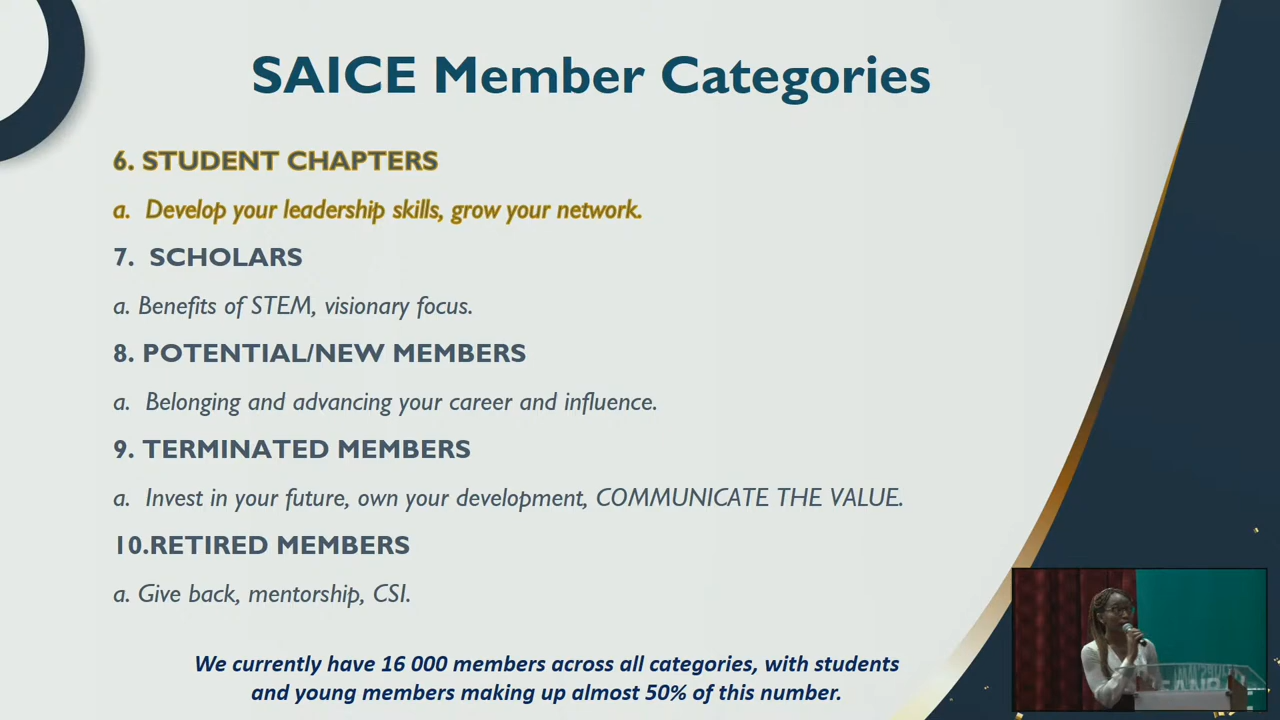 SAICE Member Categories
6. STUDENT CHAPTERS
a. Develop your leadership skills, grow your network.
7. SCHOLARS
a. Benefits of STEM, visionary focus.
8. POTENTIAL/NEW MEMBERS
a. Belonging and advancing your career and influence.
9. TERMINATED MEMBERS
a. Invest in your future, own your development, COMMUNICATE THE VALUE.
10.RETIRED MEMBERS
a. Give back, mentorship, CSI.
We currently have 16 000 members across all categories, with students
and young members making up almost 50% of this number.